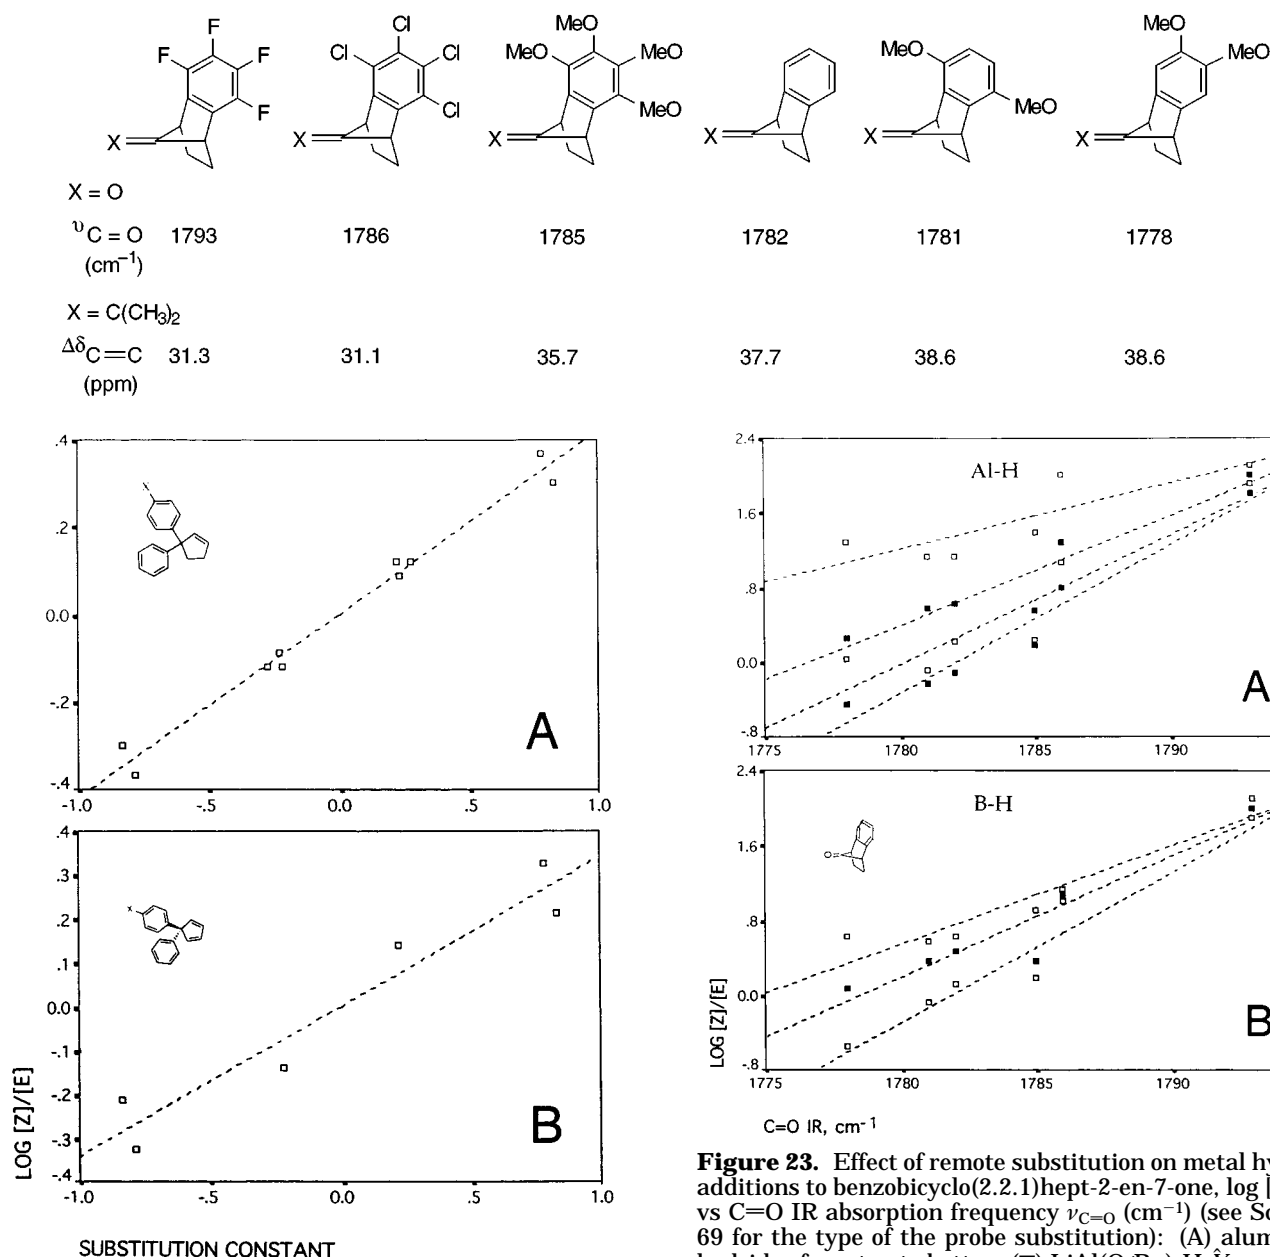 F F F F
Cl Cl Cl Cl
MeO MeO MeO MeO
MeO MeO
MeO MeO
X X X X X X
X = O
υC = O 1793 1786 1785 1782 1781 1778
(cm−1)
X = C(CH3)2
ΔδC=C 31.3 31.1 35.7 37.7 38.6 38.6
(ppm)
.4
.2
0.0
-.2
-.4
X
A
-1.0 -.5 0.0 .5 1.0
.4
.3
.2
.1
0.0
-.1
-.2
-.3
-.4
x
B
-1.0 -.5 0.0 .5 1.0
LOG [Z]/[E]
SUBSTITUTION CONSTANT
2.4
1.6
.8
0.0
-.8
Al-H
A
1775 1780 1785 1790
2.4
1.6
.8
0.0
-.8
B-H
O
B
1775 1780 1785 1790
LOG [Z]/[E]
C=O IR, cm-1
Figure 23. Effect of remote substitution on metal hy
additions to benzobicyclo(2.2.1)hept-2-en-7-one, log [
vs C=O IR absorption frequency νC=O (cm−1) (see Sc
69 for the type of the probe substitution): (A) alum